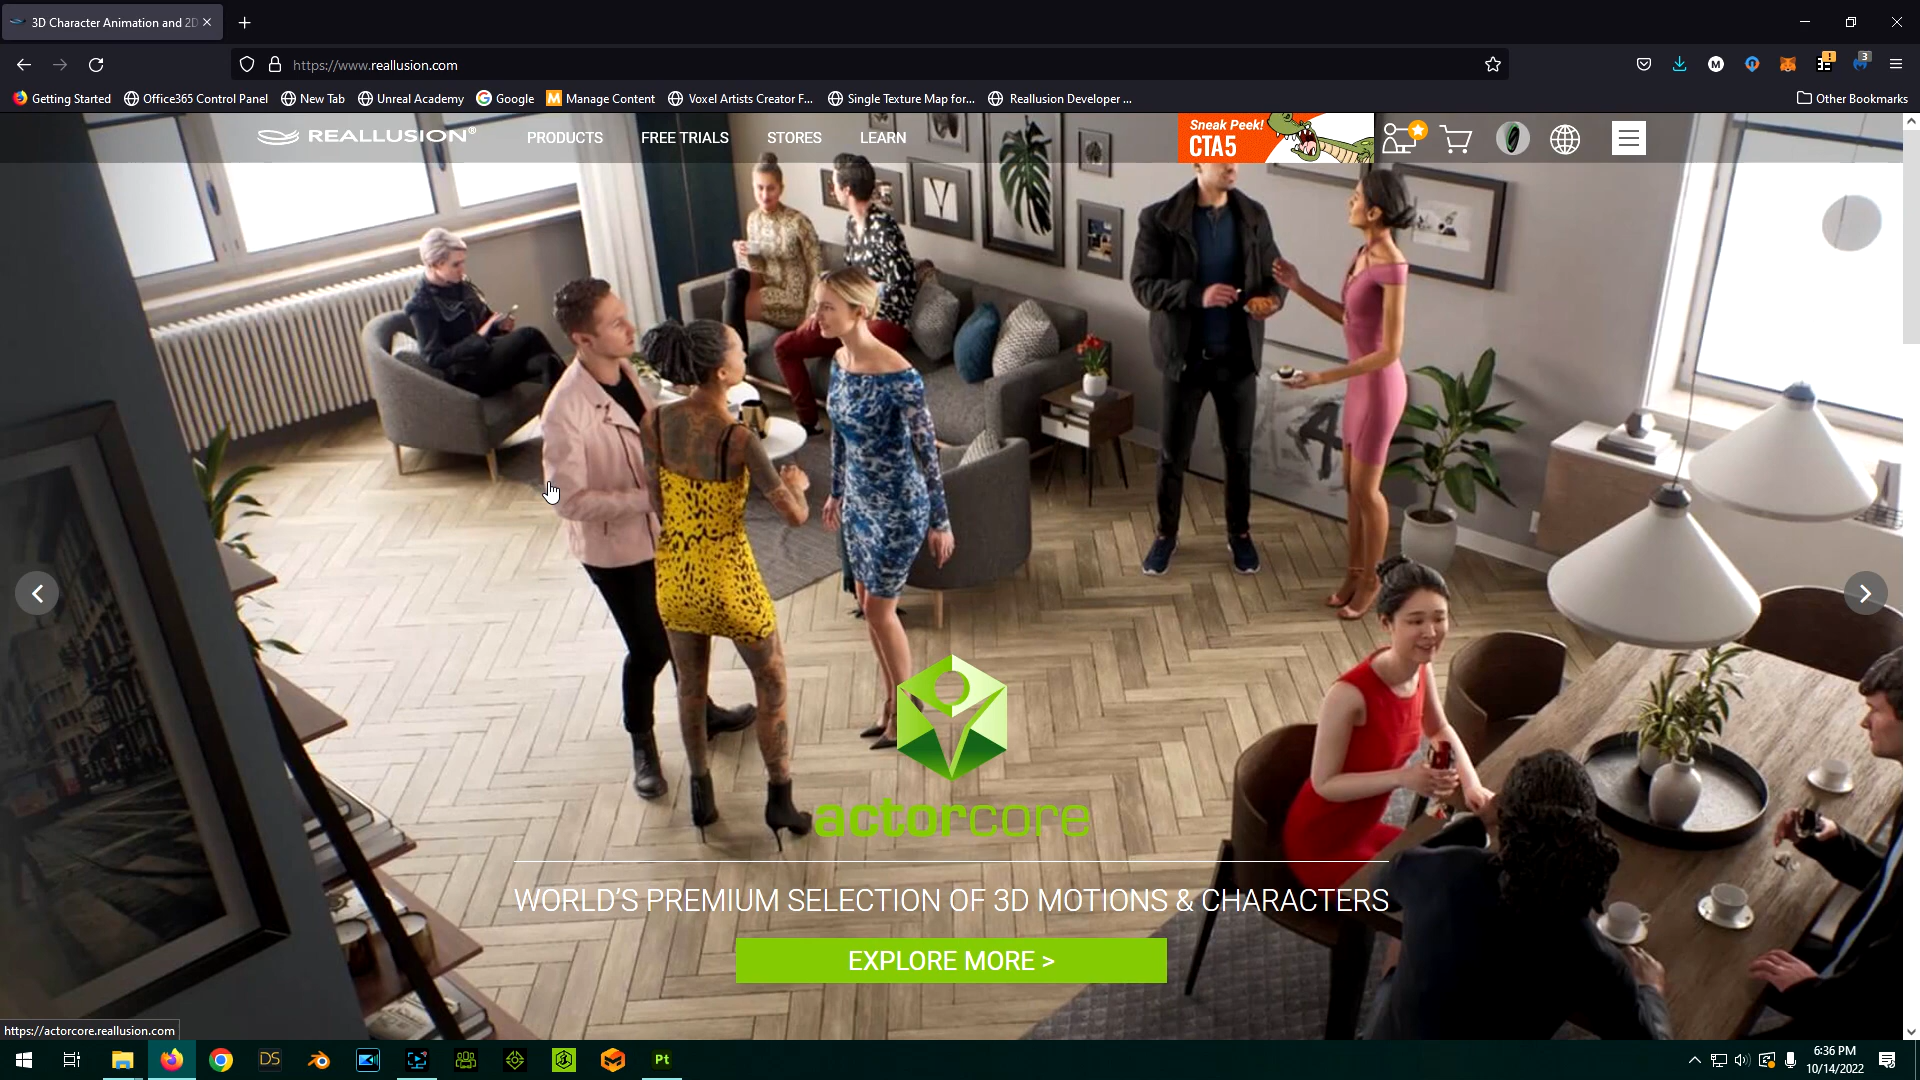 3D Character Animation and 2D
https://www.reallusion.com
3
Getting Started
Office365 Control Panel
New Tab
Unreal Academy
Google
Manage Content
Voxel Artists Creator F...
Single Texture Map for...
Reallusion Developer ...
Other Bookmarks
REALLUSION®
PRODUCTS
FREE TRIALS
STORES
LEARN
Sneak Peek!
CTA5
actorcore
WORLD'S PREMIUM SELECTION OF 3D MOTIONS & CHARACTERS
EXPLORE MORE >
https://actorcore.reallusion.com
DS
Pt
6:36 PM
10/14/2022